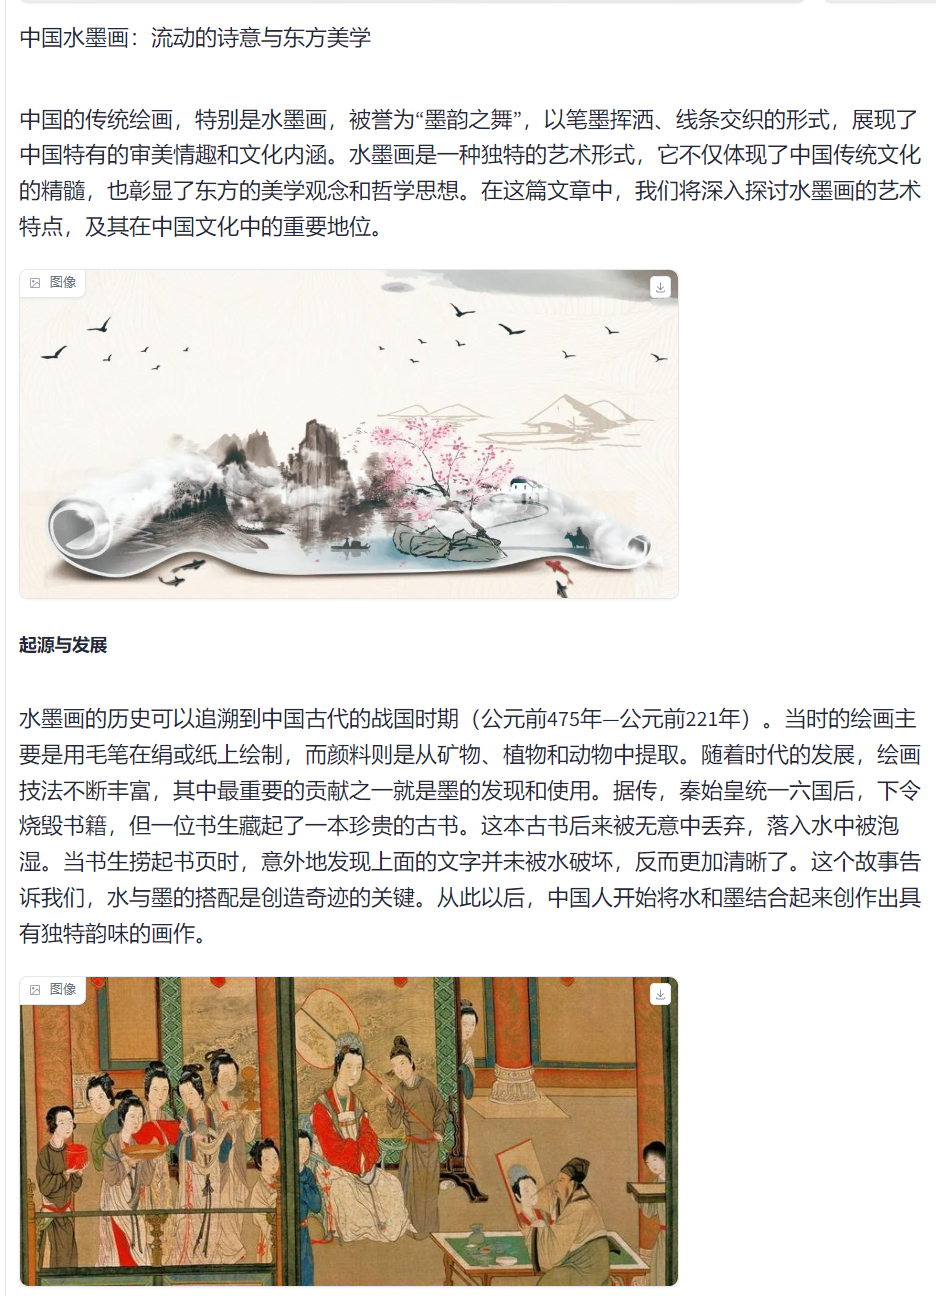 中国水墨画：流动的诗意与东方美学
中国的传统绘画，特别是水墨画，被誉为“墨韵之舞”，以笔墨挥洒、线条交织的形式，展现了
中国特有的审美情趣和文化内涵。水墨画是一种独特的艺术形式，它不仅体现了中国传统文化
的精髓，也彰显了东方的美学观念和哲学思想。在这篇文章中，我们将深入探讨水墨画的艺术
特点，及其在中国文化中的重要地位。
图像
起源与发展
水墨画的历史可以追溯到中国古代的战国时期（公元前475年—公元前221年）。当时的绘画主
要是用毛笔在绢或纸上绘制，而颜料则是从矿物、植物和动物中提取。随着时代的发展，绘画
技法不断丰富，其中最重要的贡献之一就是墨的发现和使用。据传，秦始皇统一六国后，下令
烧毁书籍，但一位书生藏起了一本珍贵的古书。这本古书后来被无意中丢弃，落入水中被泡
湿。当书生捞起书页时，意外地发现上面的文字并未被水破坏，反而更加清晰了。这个故事告
诉我们，水与墨的搭配是创造奇迹的关键。从此以后，中国人开始将水和墨结合起来创作出具
有独特韵味的画作。
图像